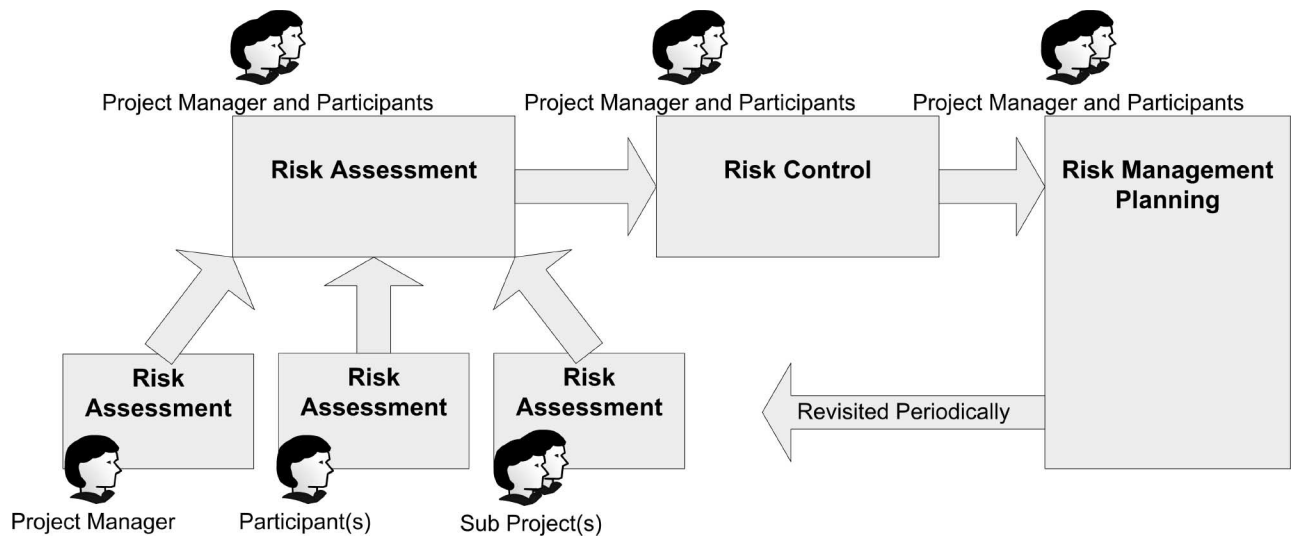 Project Manager and Participants
Project Manager and Participants
Project Manager and Participants
Risk Assessment
Risk Control
Risk Management
Planning
Risk
Assessment
Risk
Assessment
Risk
Assessment
Revisited Periodically
Project Manager
Participant(s)
Sub Project(s)